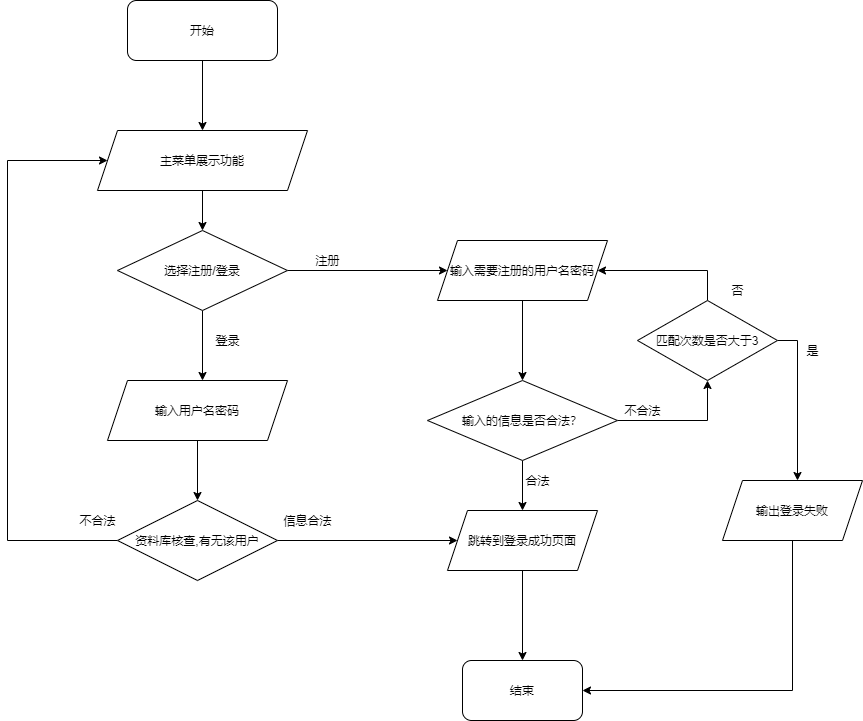 开始
主菜单展示功能
选择注册/登录
注册
输入需要注册的用户名密码
否
登录
匹配次数是否大于3
是
输入用户名密码
输入的信息是否合法?
不合法
合法
不合法
资料库核查,有无该用户
信息合法
跳转到登录成功页面
输出登录失败
结束